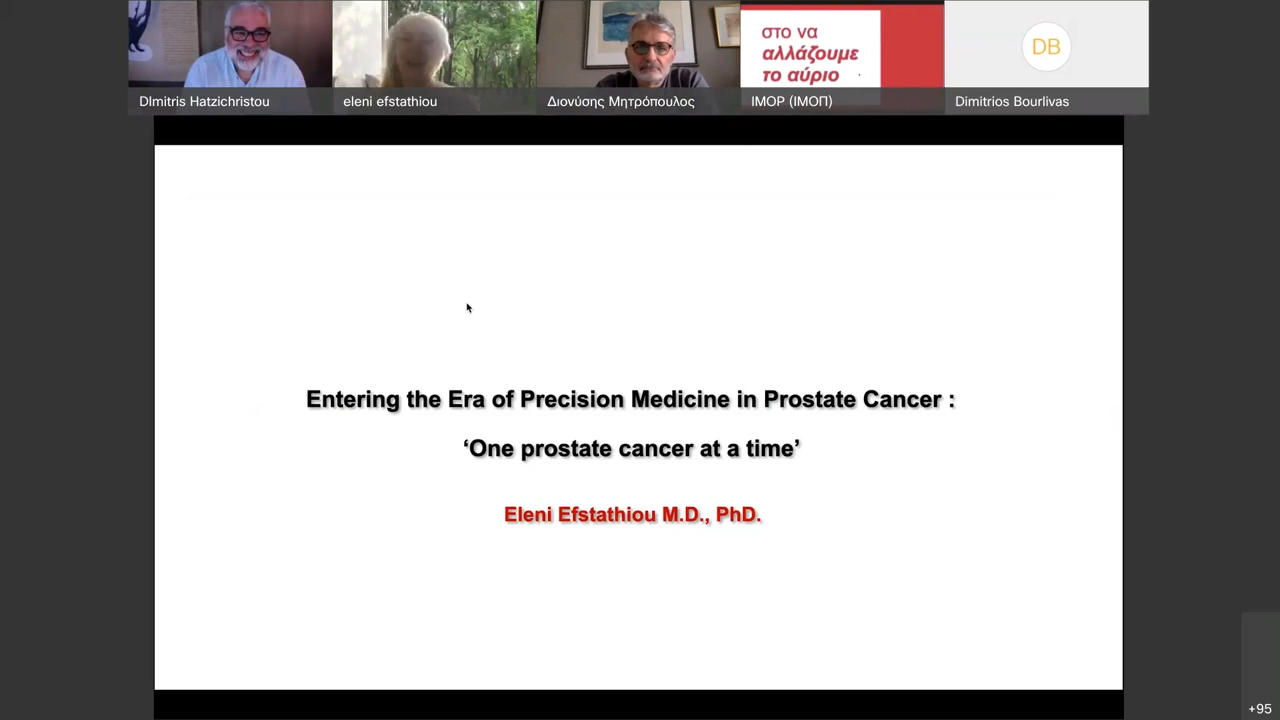 στο να
αλλάζουμε
το αύριο
DImitris Hatzichristou
eleni efstathiou
Διονύσης Μητρόπουλος
IMOP (ΙΜΟΠ)
DB
Dimitrios Bourlivas
Entering the Era of Precision Medicine in Prostate Cancer :
‘One prostate cancer at a time’
Eleni Efstathiou M.D., PhD.
+95